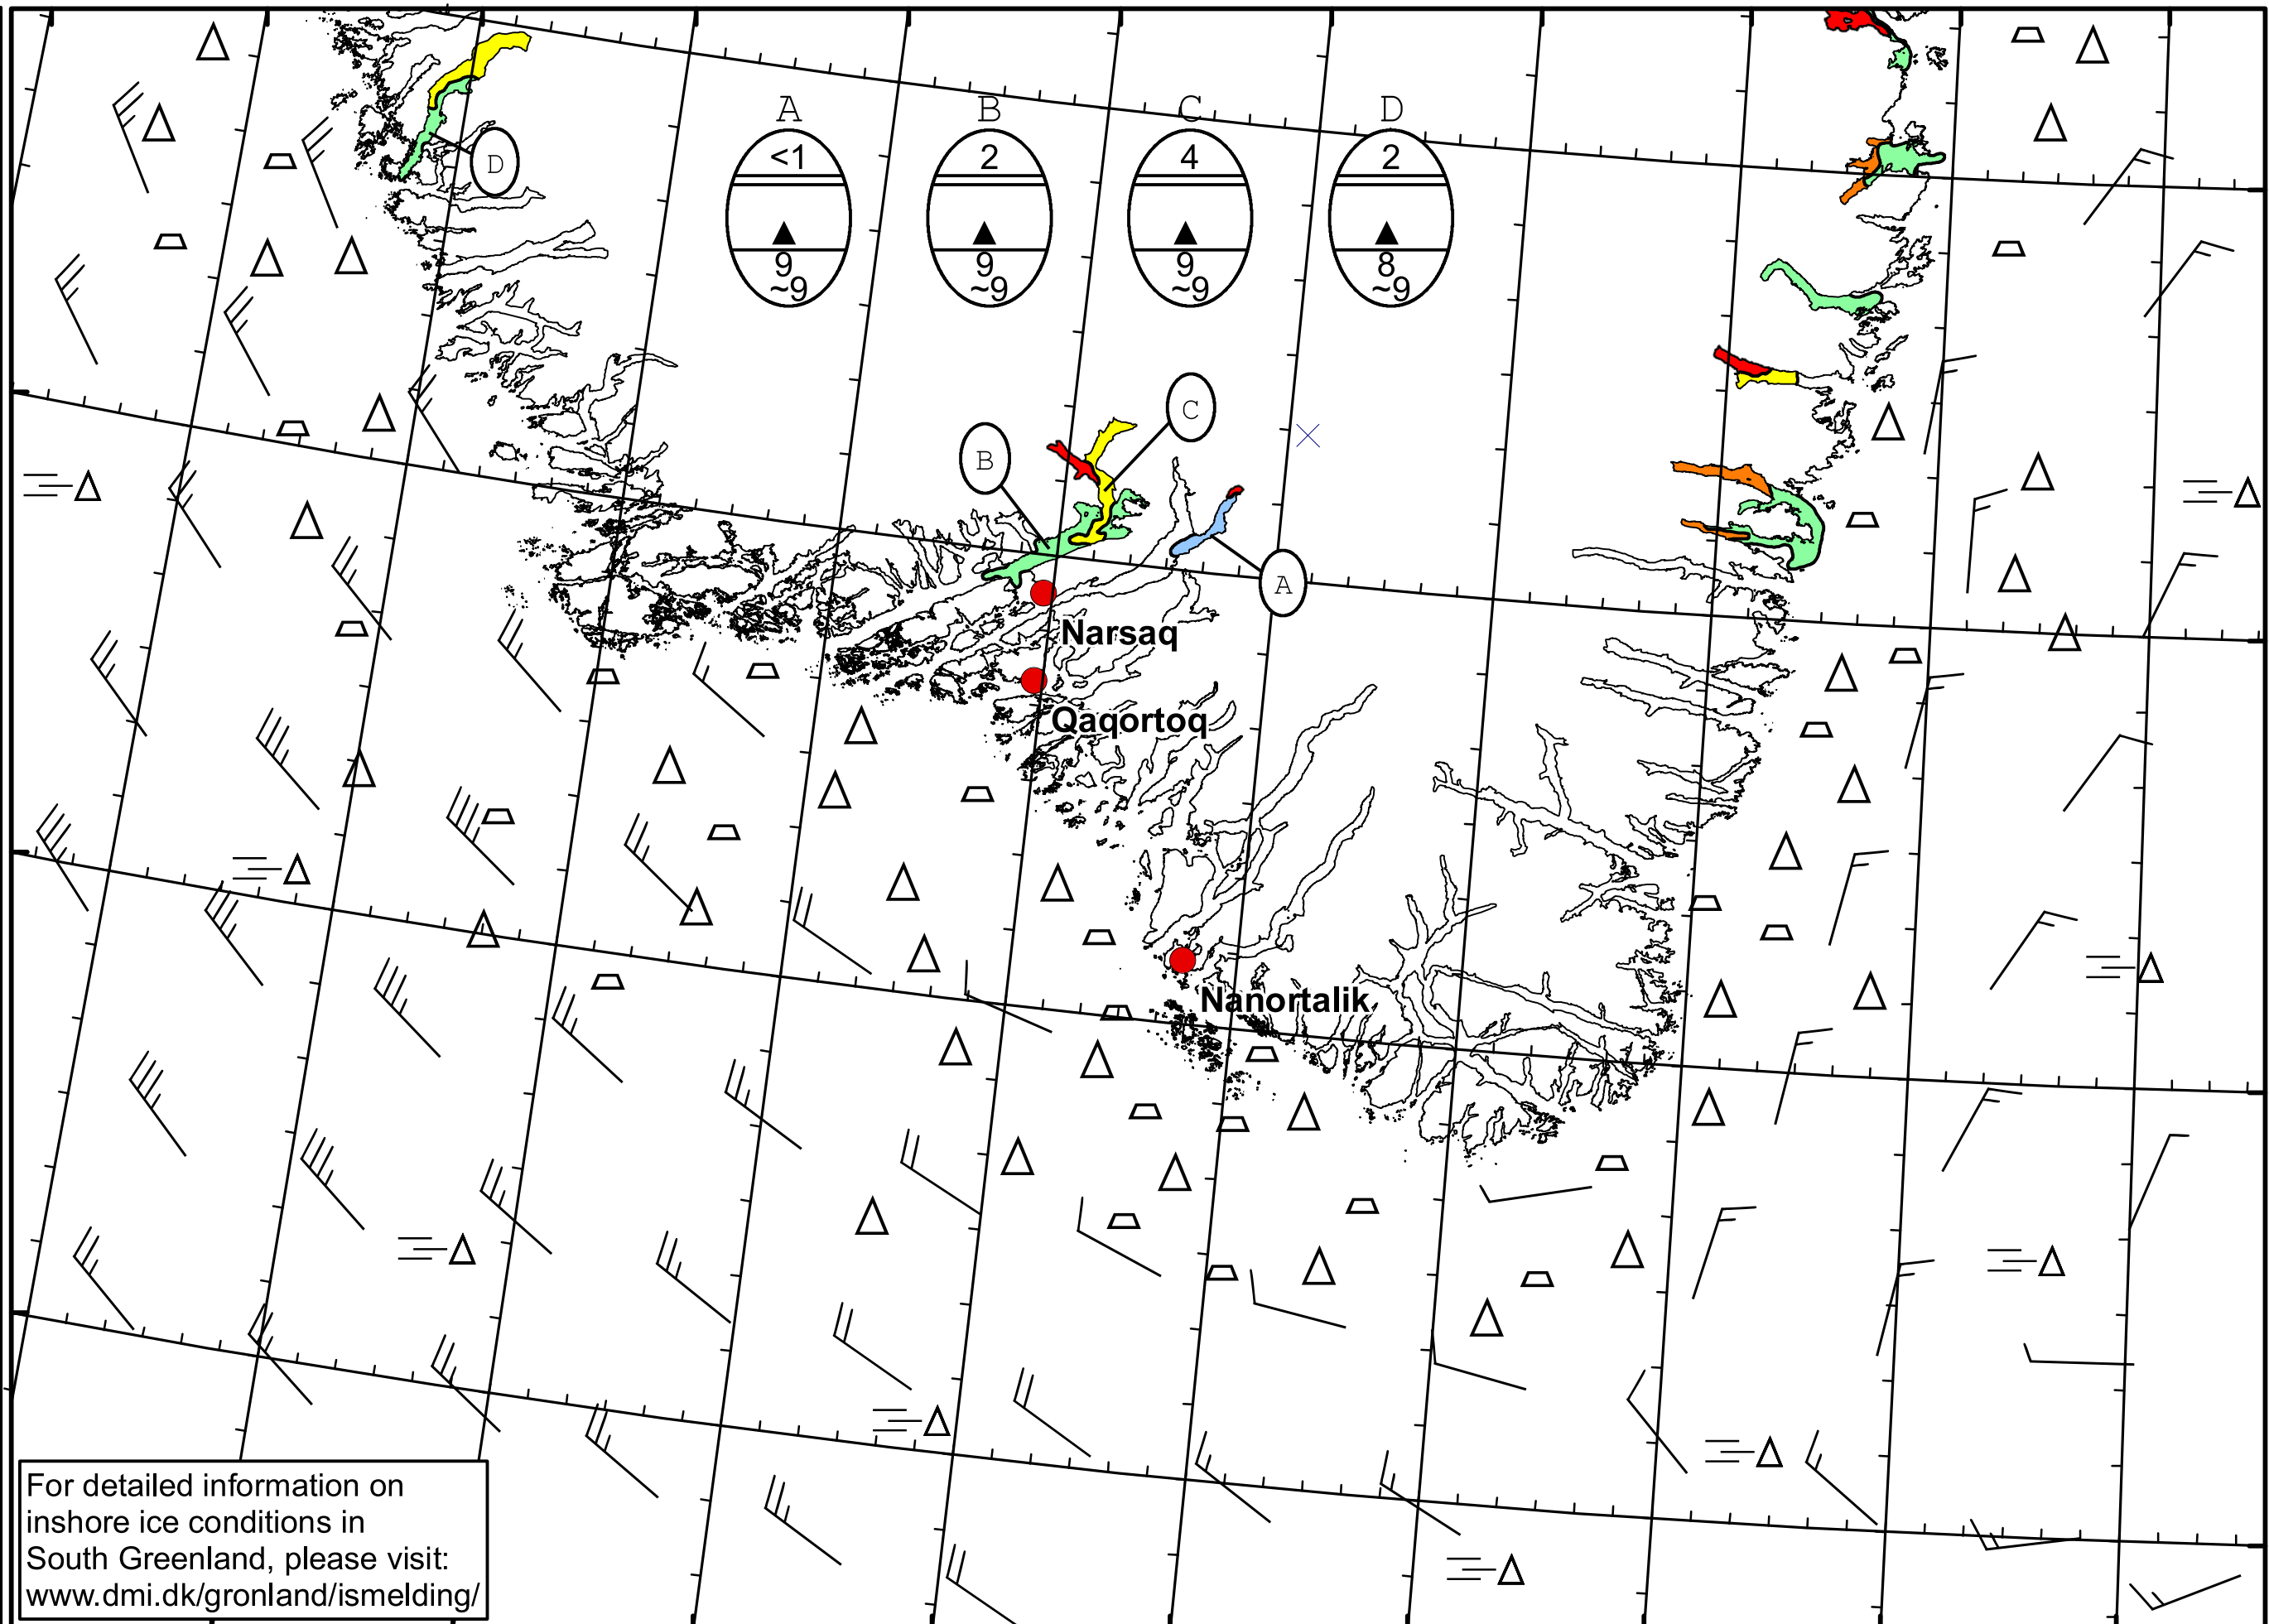 A B C D
<1 2 4 2
9 9 9 8
~9 ~9 ~9 ~9
D
C
B
A
Narsaq
Qaqortoq
Nanortalik
For detailed information on
inshore ice conditions in
South Greenland, please visit:
www.dmi.dk/gronland/ismelding/